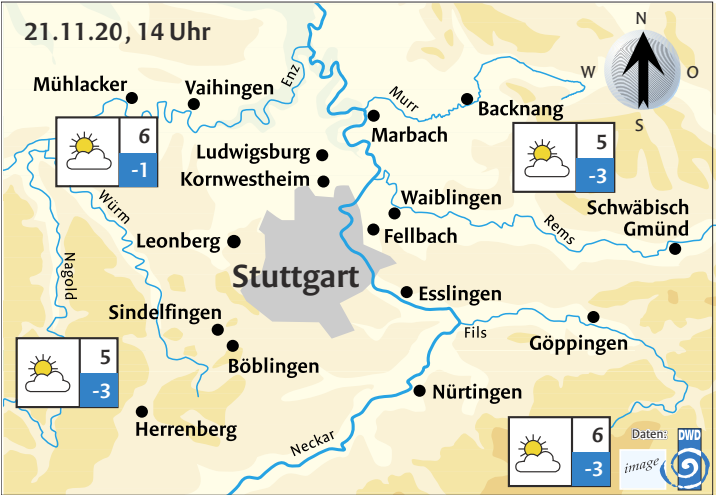 21.11.20, 14 Uhr
N
W
O
S
Mühlacker
Vaihingen
Enz
Murr
Backnang
Marbach
6
-1
5
-3
Ludwigsburg
Kornwestheim
Waiblingen
Schwäbisch
Gmünd
Rems
Würm
Nagold
Leonberg
Fellbach
Stuttgart
Esslingen
Sindelfingen
Fils
Göppingen
Böblingen
5
-3
Nürtingen
Herrenberg
Neckar
6
-3
Daten:
DWD
image